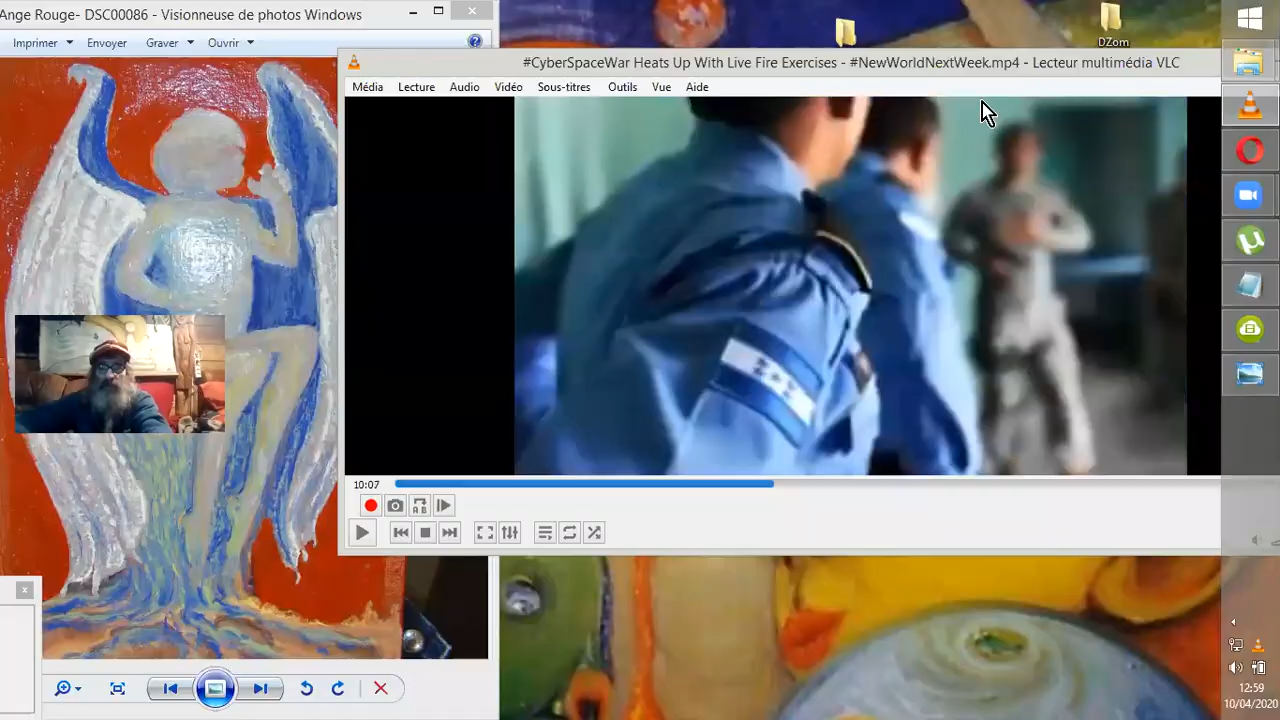 Ange Rouge- DSC00086 - Visionneuse de photos Windows
Imprimer Envoyer Graver Ouvrir
DZom
#CyberSpaceWar Heats Up With Live Fire Exercises - #NewWorldNextWeek.mp4 - Lecteur multimédia VLC
Média Lecture Audio Vidéo Sous-titres Outils Vue Aide
10:07
12:59
10/04/2020